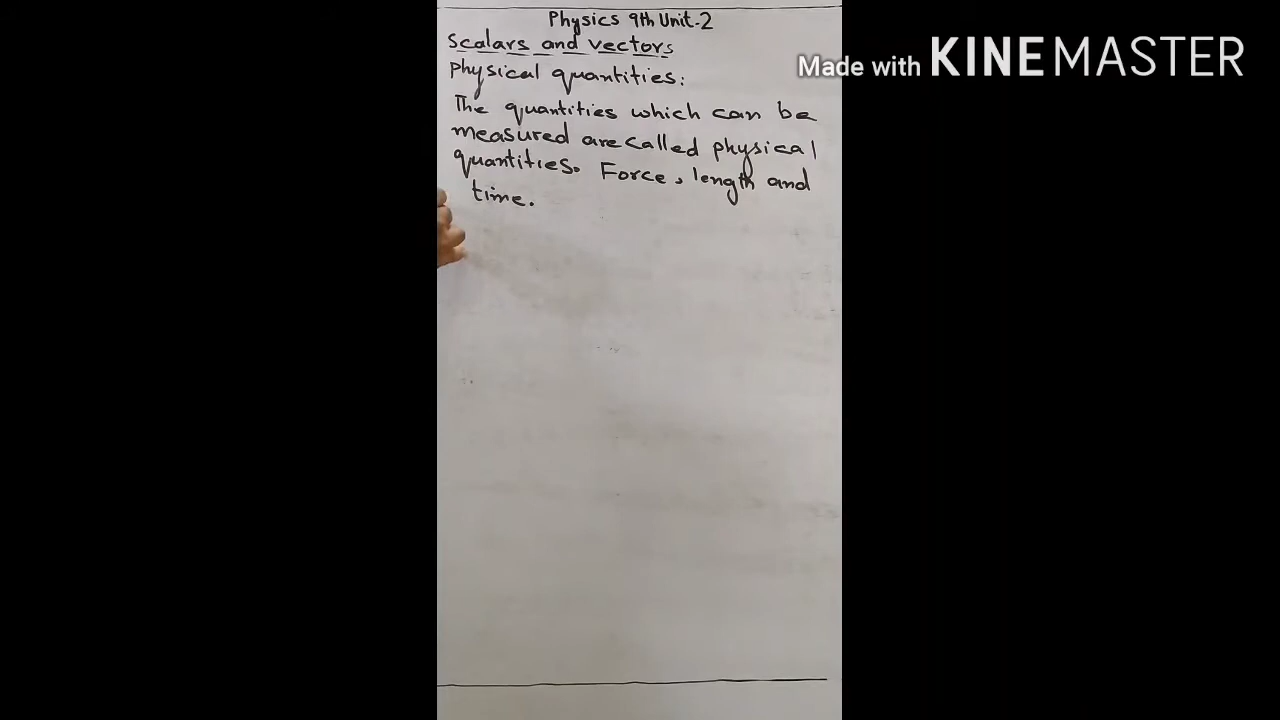 Physics 9th Unit-2
Scalars and vectors
Physical quantities:
The quantities which can be
measured are called physical
quantities. Force, length and
time.
Made with KINEMASTER